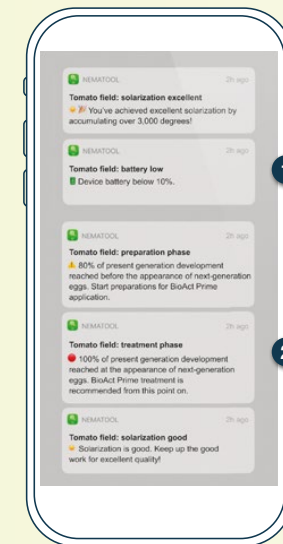 NEMATOOL 2h ago
Tomato field: solarization excellent
You've achieved excellent solarization by
accumulating over 3,000 degrees!
NEMATOOL 2h ago
Tomato field: battery low
Device battery below 10%.
NEMATOOL 2h ago
Tomato field: preparation phase
80% of present generation development
reached before the appearance of next-generation
eggs. Start preparations for BioAct Prime
application.
NEMATOOL 2h ago
Tomato field: treatment phase
100% of present generation development
reached at the appearance of next-generation
eggs. BioAct Prime treatment is
recommended from this point on.
NEMATOOL 2h ago
Tomato field: solarization good
Solarization is good. Keep up the good
work for excellent quality!